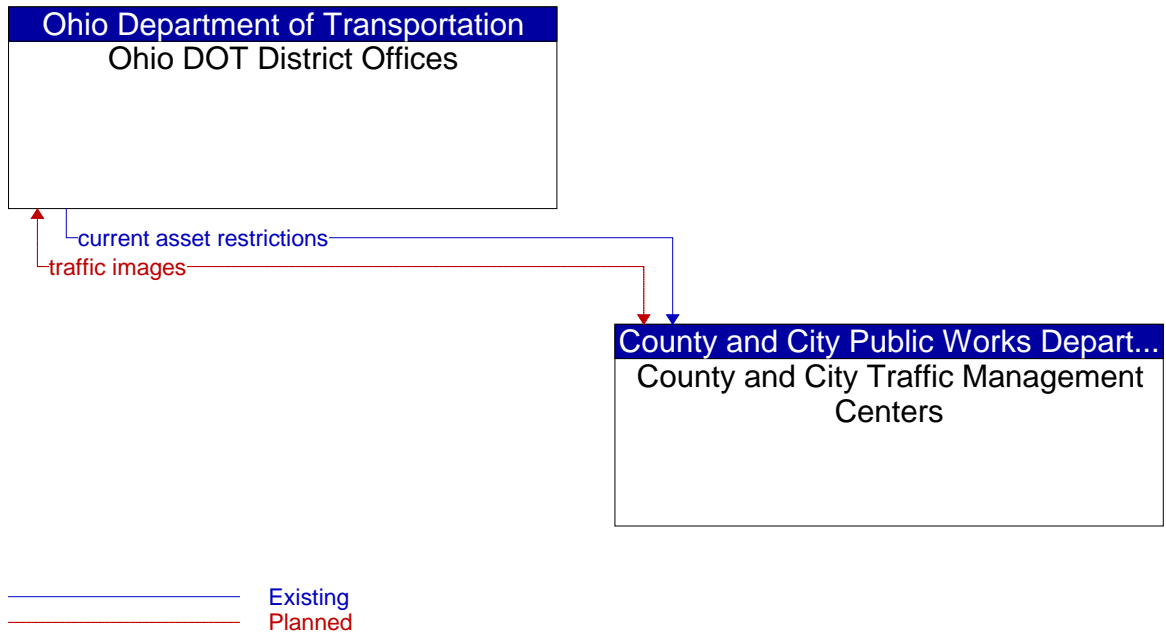 Ohio Department of Transportation
Ohio DOT District Offices
current asset restrictions
traffic images
County and City Public Works Depart...
County and City Traffic Management
Centers
Existing
Planned